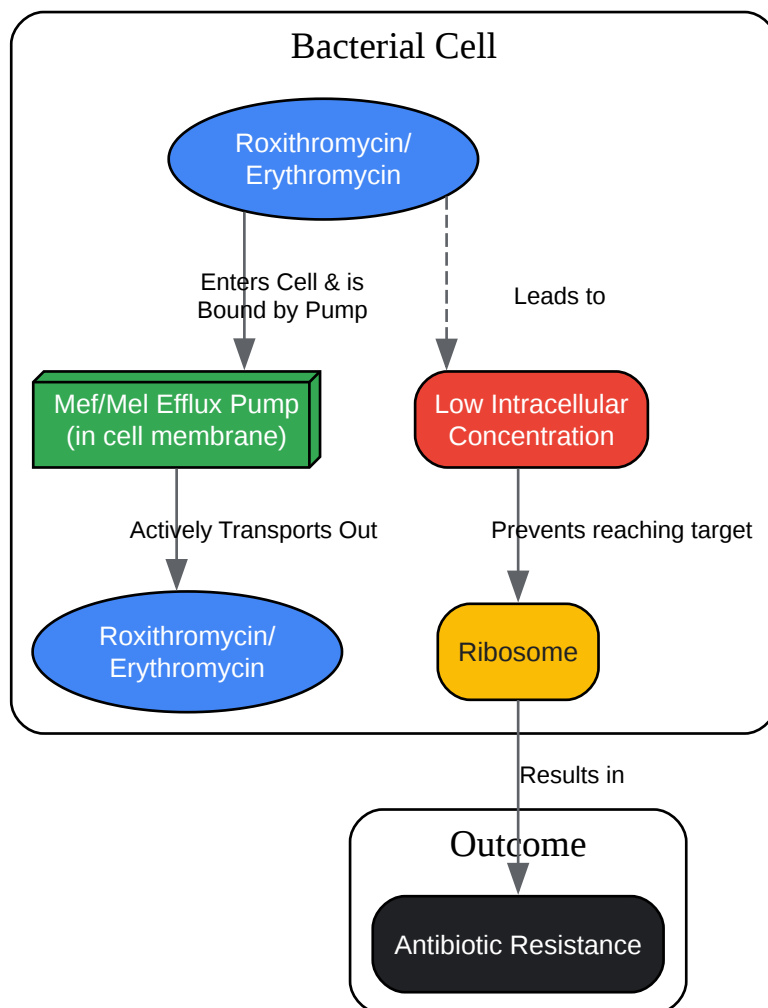 Bacterial Cell
Roxithromycin/
Erythromycin
Enters Cell & is
Bound by Pump
Leads to
Mef/Mel Efflux Pump
(in cell membrane)
Low Intracellular
Concentration
Actively Transports Out
Prevents reaching target
Roxithromycin/
Erythromycin
Ribosome
Results in
Outcome
Antibiotic Resistance